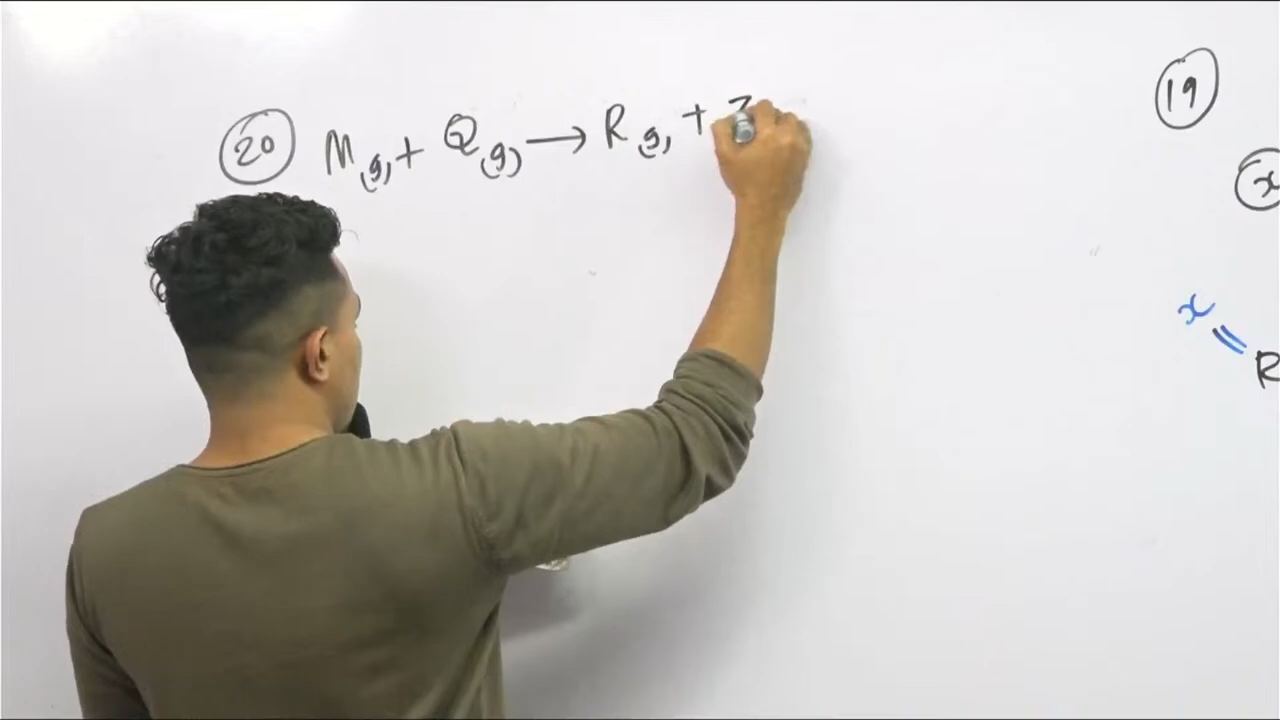 20 M(g) + Q(g) → R(g) +
19
x
x
R